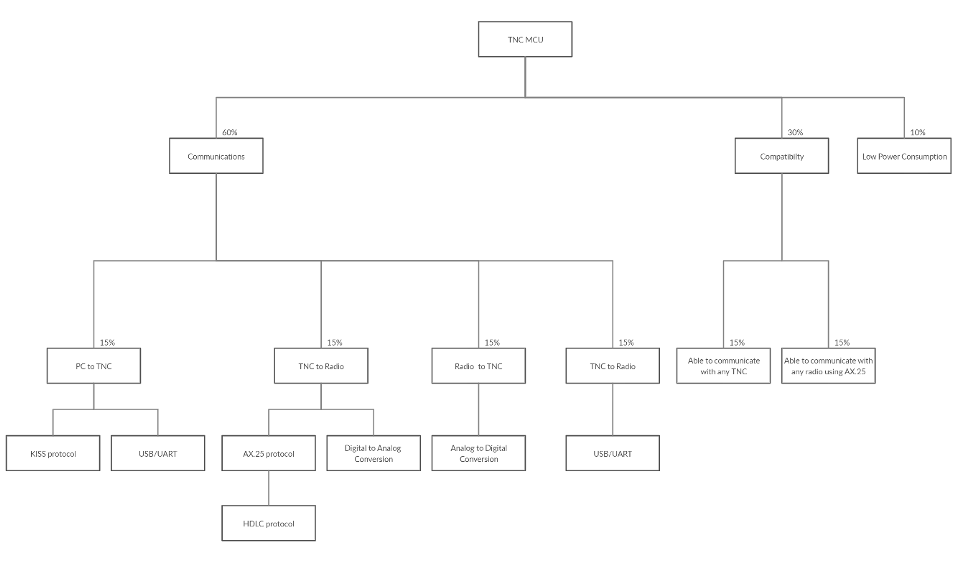 TNC MCU
60%
30%
10%
Communications
Compatibilty
Low Power Consumption
15%
15%
15%
15%
15%
15%
PC to TNC
TNC to Radio
Radio to TNC
TNC to Radio
Able to communicate
with any TNC
Able to communicate with
any radio using AX.25
KISS protocol
USB/UART
AX.25 protocol
Digital to Analog
Conversion
Analog to Digital
Conversion
USB/UART
HDLC protocol